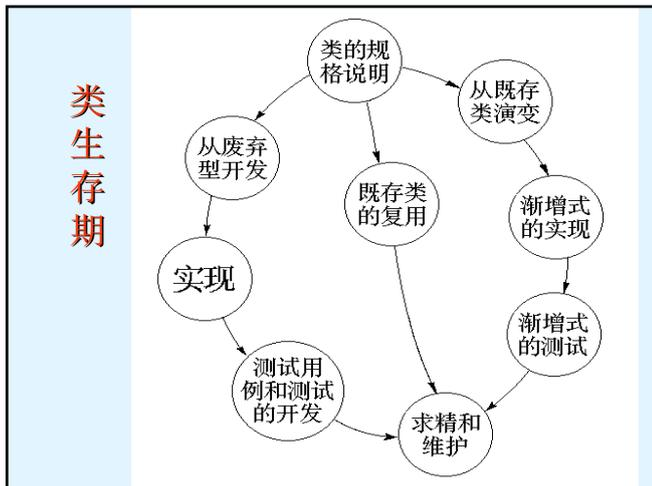 类生存期
类的规
格说明
从既存
类演变
从废弃
型开发
既存类
的复用
渐增式
的实现
实现
渐增式
的测试
测试用
例和测试
的开发
求精和
维护